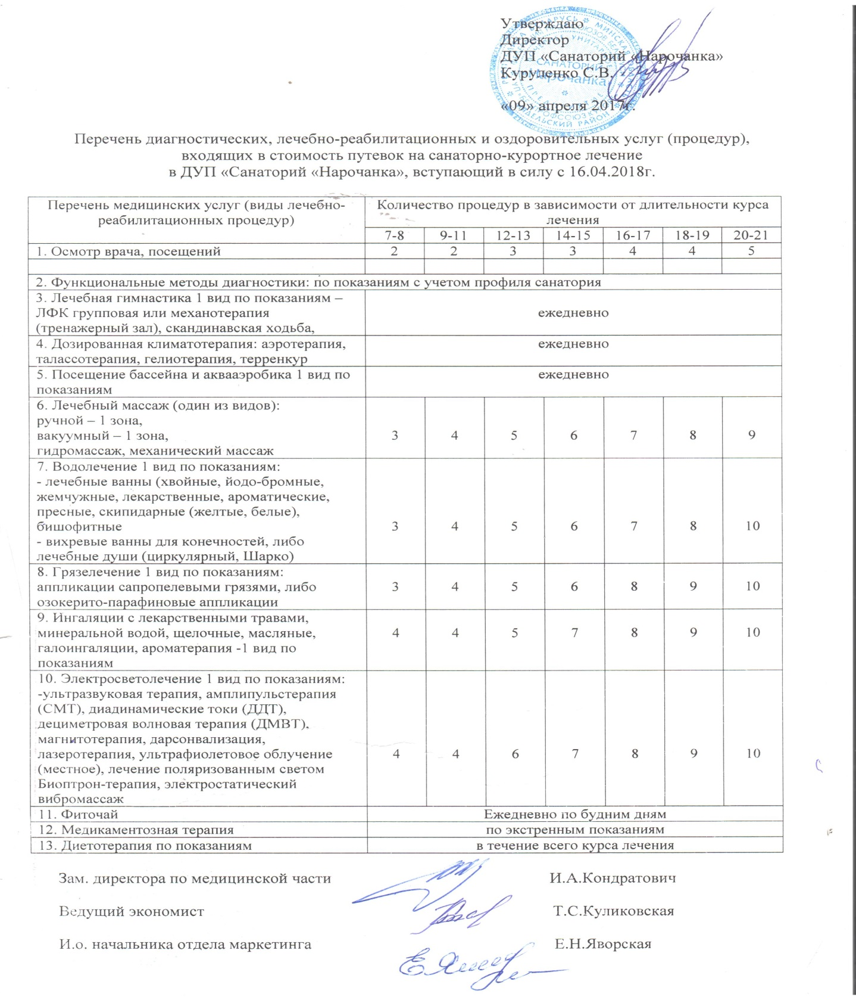 Утверждаю
Директор
ДУП «Санаторий «Нарочанка»
Куруленко С.В.
«09» апреля 2017г.
Перечень диагностических, лечебно-реабилитационных и оздоровительных услуг (процедур),
входящих в стоимость путевок на санаторно-курортное лечение
в ДУП «Санаторий «Нарочанка», вступающий в силу с 16.04.2018г.
Перечень медицинских услуг (виды лечебно-
реабилитационных процедур)
Количество процедур в зависимости от длительности курса
лечения
7-8 9-11 12-13 14-15 16-17 18-19 20-21
1. Осмотр врача, посещений 2 2 3 3 4 4 5
2. Функциональные методы диагностики: по показаниям с учетом профиля санатория
3. Лечебная гимнастика 1 вид по показаниям –
ЛФК групповая или механотерапия
(тренажерный зал), скандинавская ходьба,
ежедневно
4. Дозированная климатотерапия: аэротерапия,
талассотерапия, гелиотерапия, терренкур
ежедневно
5. Посещение бассейна и аквааэробика 1 вид по
показаниям
ежедневно
6. Лечебный массаж (один из видов):
ручной – 1 зона,
вакуумный – 1 зона,
гидромассаж, механический массаж
3 4 5 6 7 8 9
7. Водолечение 1 вид по показаниям:
- лечебные ванны (хвойные, йодо-бромные,
жемчужные, лекарственные, ароматические,
пресные, скипидарные (желтые, белые),
бишофитные
- вихревые ванны для конечностей, либо
лечебные души (циркулярный, Шарко)
3 4 5 6 7 8 10
8. Грязелечение 1 вид по показаниям:
аппликации сапропелевыми грязями, либо
озокерито-парафиновые аппликации
3 4 5 6 8 9 10
9. Ингаляции с лекарственными травами,
минеральной водой, щелочные, масляные,
галоингаляции, ароматерапия -1 вид по
показаниям
4 4 5 7 8 9 10
10. Электросветолечение 1 вид по показаниям:
-ультразвуковая терапия, амплипульстерапия
(СМТ), диадинамические токи (ДДТ),
дециметровая волновая терапия (ДМВТ),
магнитотерапия, дарсонвализация,
лазеротерапия, ультрафиолетовое облучение
(местное), лечение поляризованным светом
Биоптрон-терапия, электростатический
вибромассаж
4 4 6 7 8 9 10
11. Фиточай Ежедневно по будним дням
12. Медикаментозная терапия по экстренным показаниям
13. Диетотерапия по показаниям в течение всего курса лечения
Зам. директора по медицинской части И.А.Кондратович
Ведущий экономист Т.С.Куликовская
И.о. начальника отдела маркетинга Е.Н.Яворская